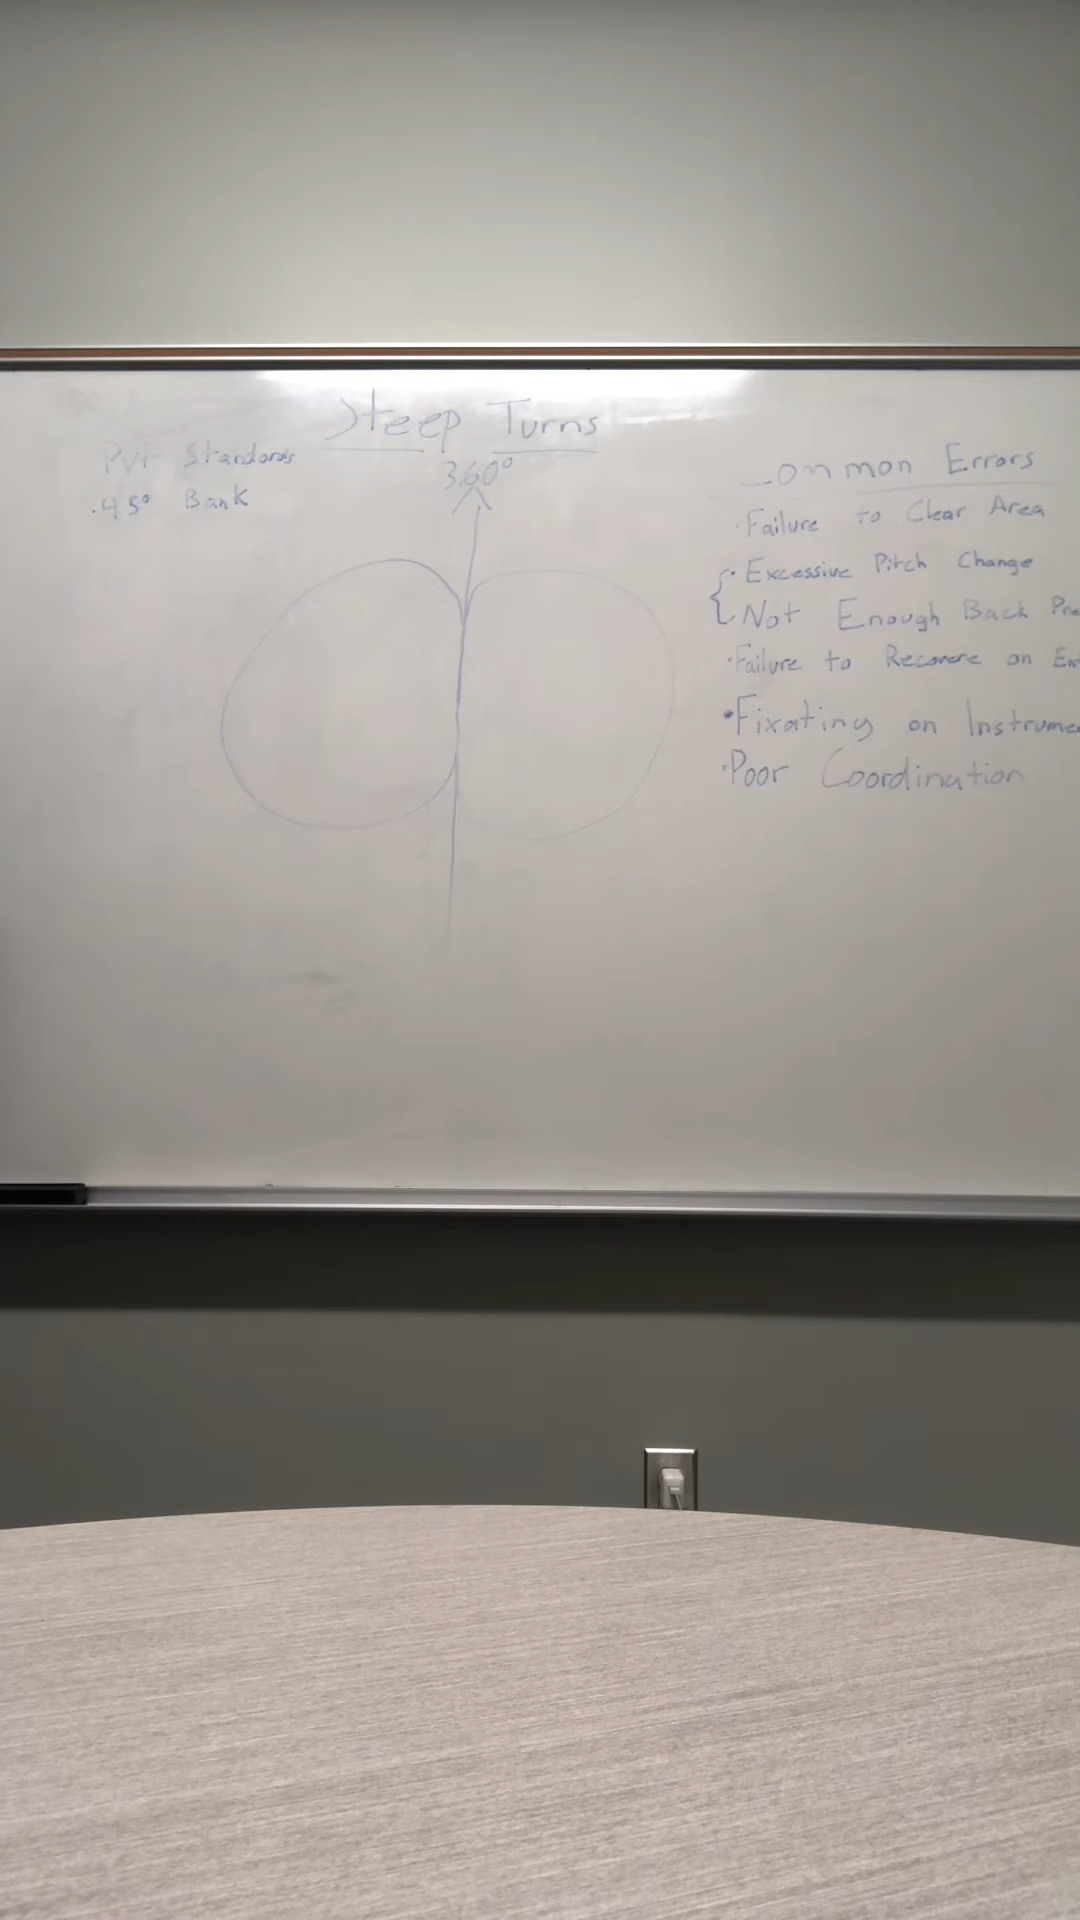 Steep Turns
360°
Pvt Standards
.45° Bank
Common Errors
·Failure to Clear Area
·Excessive Pitch Change
Not Enough Back
·Failure to Recovere on
•Fixating on
·Poor Coordination